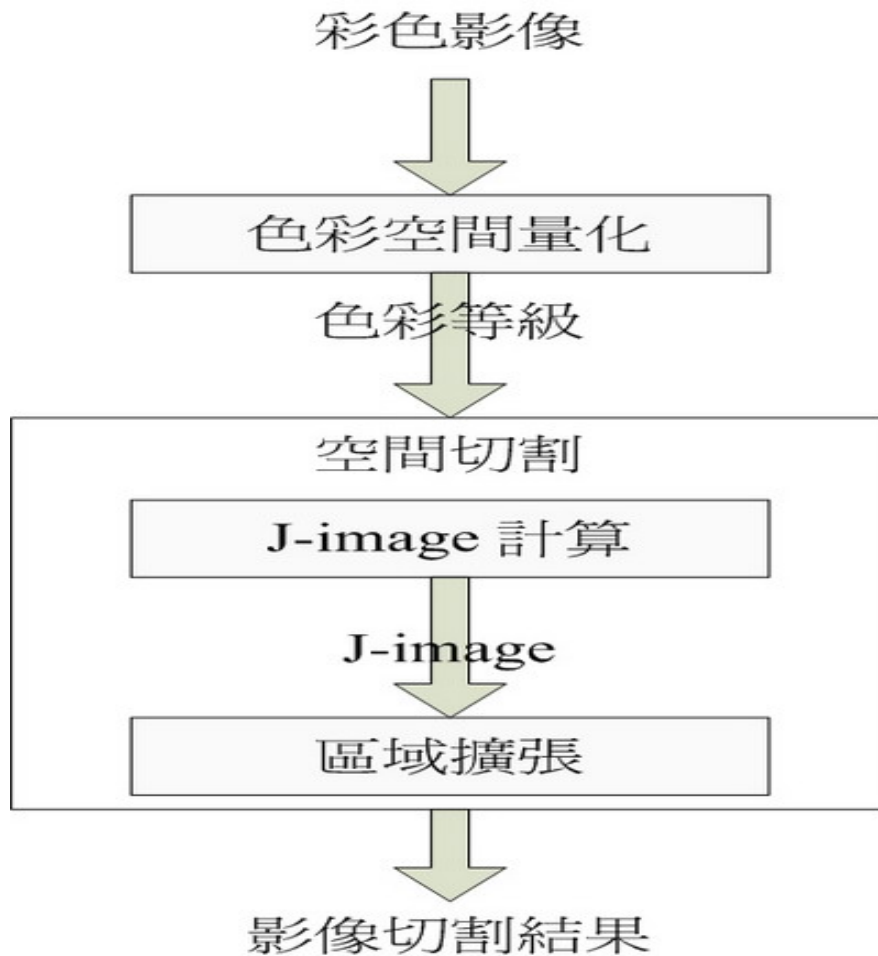 彩色影像
色彩空間量化
色彩等級
空間切割
J-image 計算
J-image
區域擴張
影像切割結果